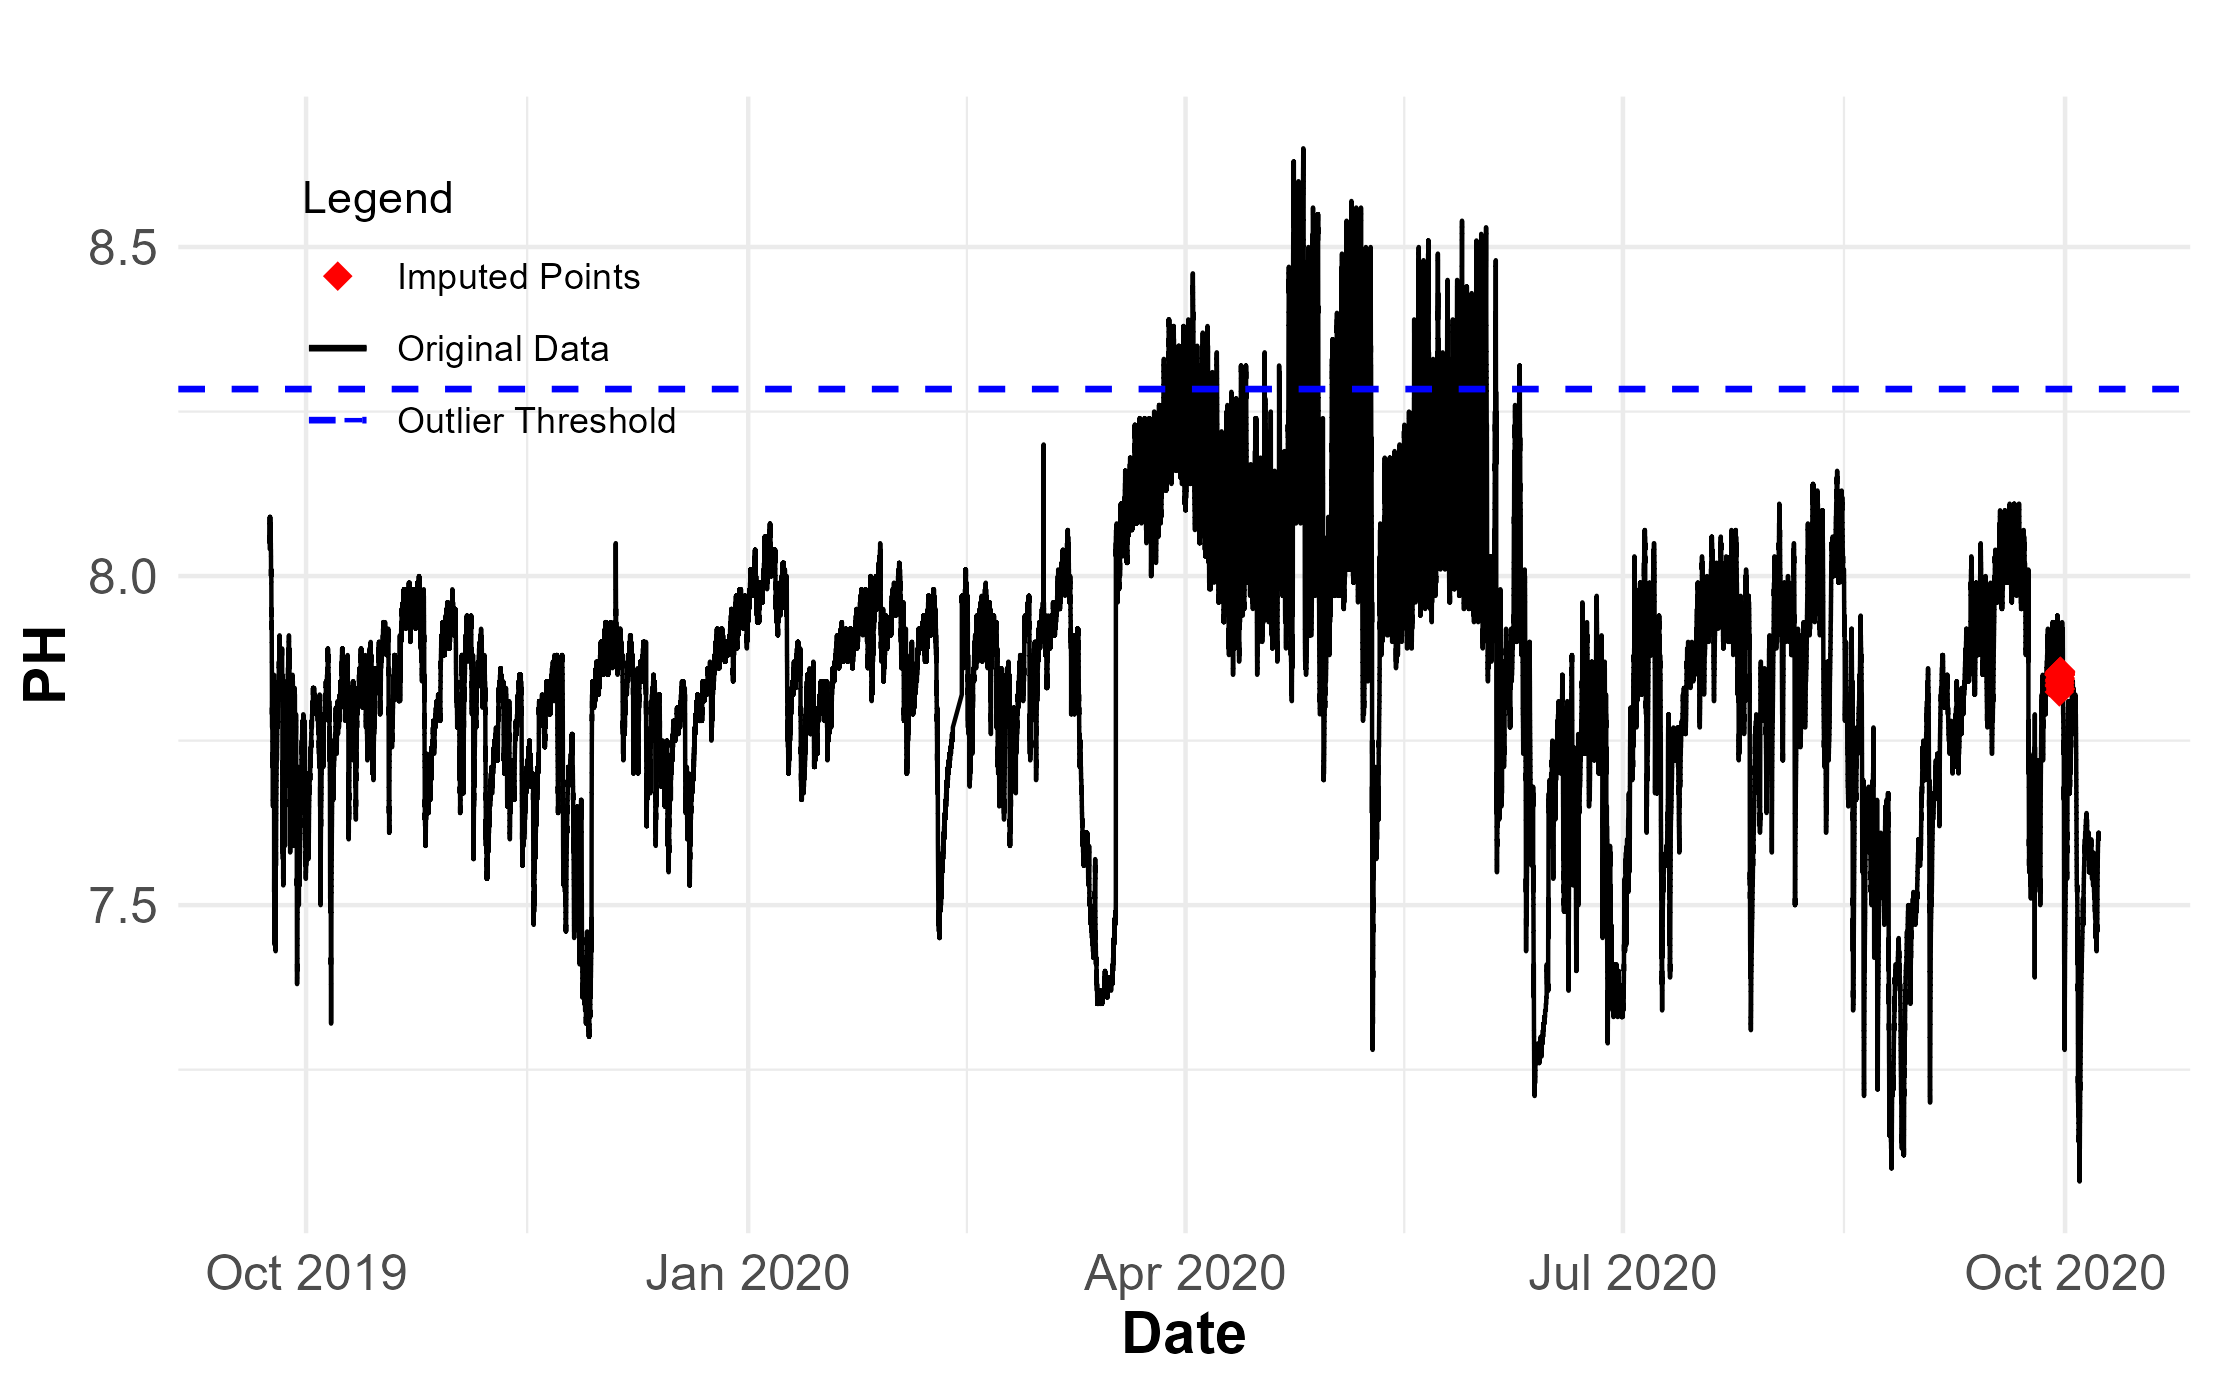 Legend
Imputed Points
Original Data
Outlier Threshold
8.5
8.0
7.5
PH
Oct 2019 Jan 2020 Apr 2020 Jul 2020 Oct 2020
Date